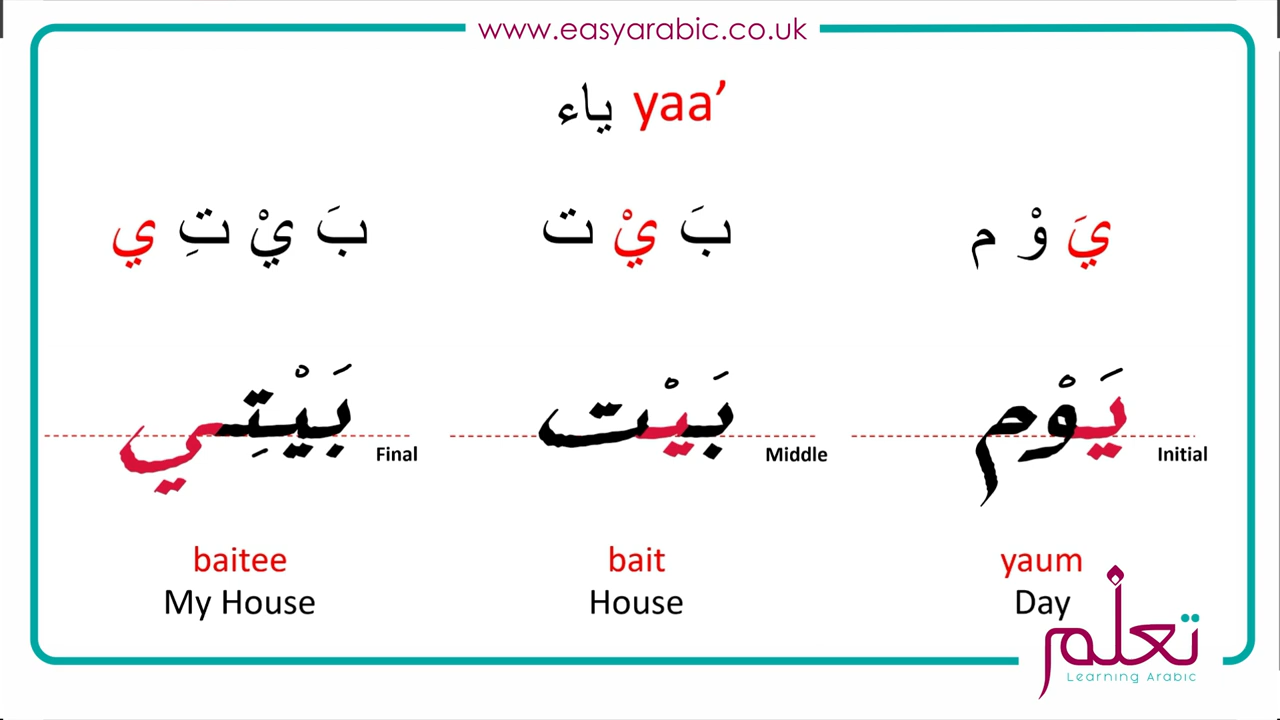 www.easyarabic.co.uk
ياء yaa’
يَ وْ م
بَ يْ ت
بَ يْ تِ ي
يَوْم
Initial
بَيْت
Middle
بَيْتِي
Final
baitee
My House
bait
House
yaum
Day
تعلم
Learning Arabic